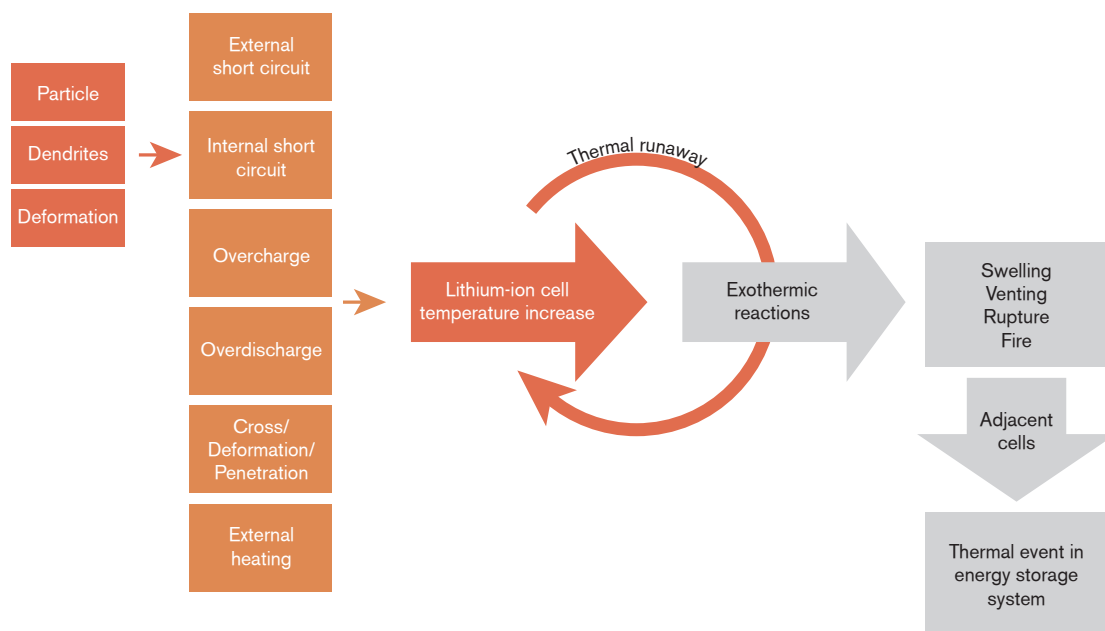 Particle
Dendrites
Deformation
External
short circuit
Internal short
circuit
Overcharge
Overdischarge
Cross/
Deformation/
Penetration
External
heating
Thermal runaway
Lithium-ion cell
temperature increase
Exothermic
reactions
Swelling
Venting
Rupture
Fire
Adjacent
cells
Thermal event in
energy storage
system